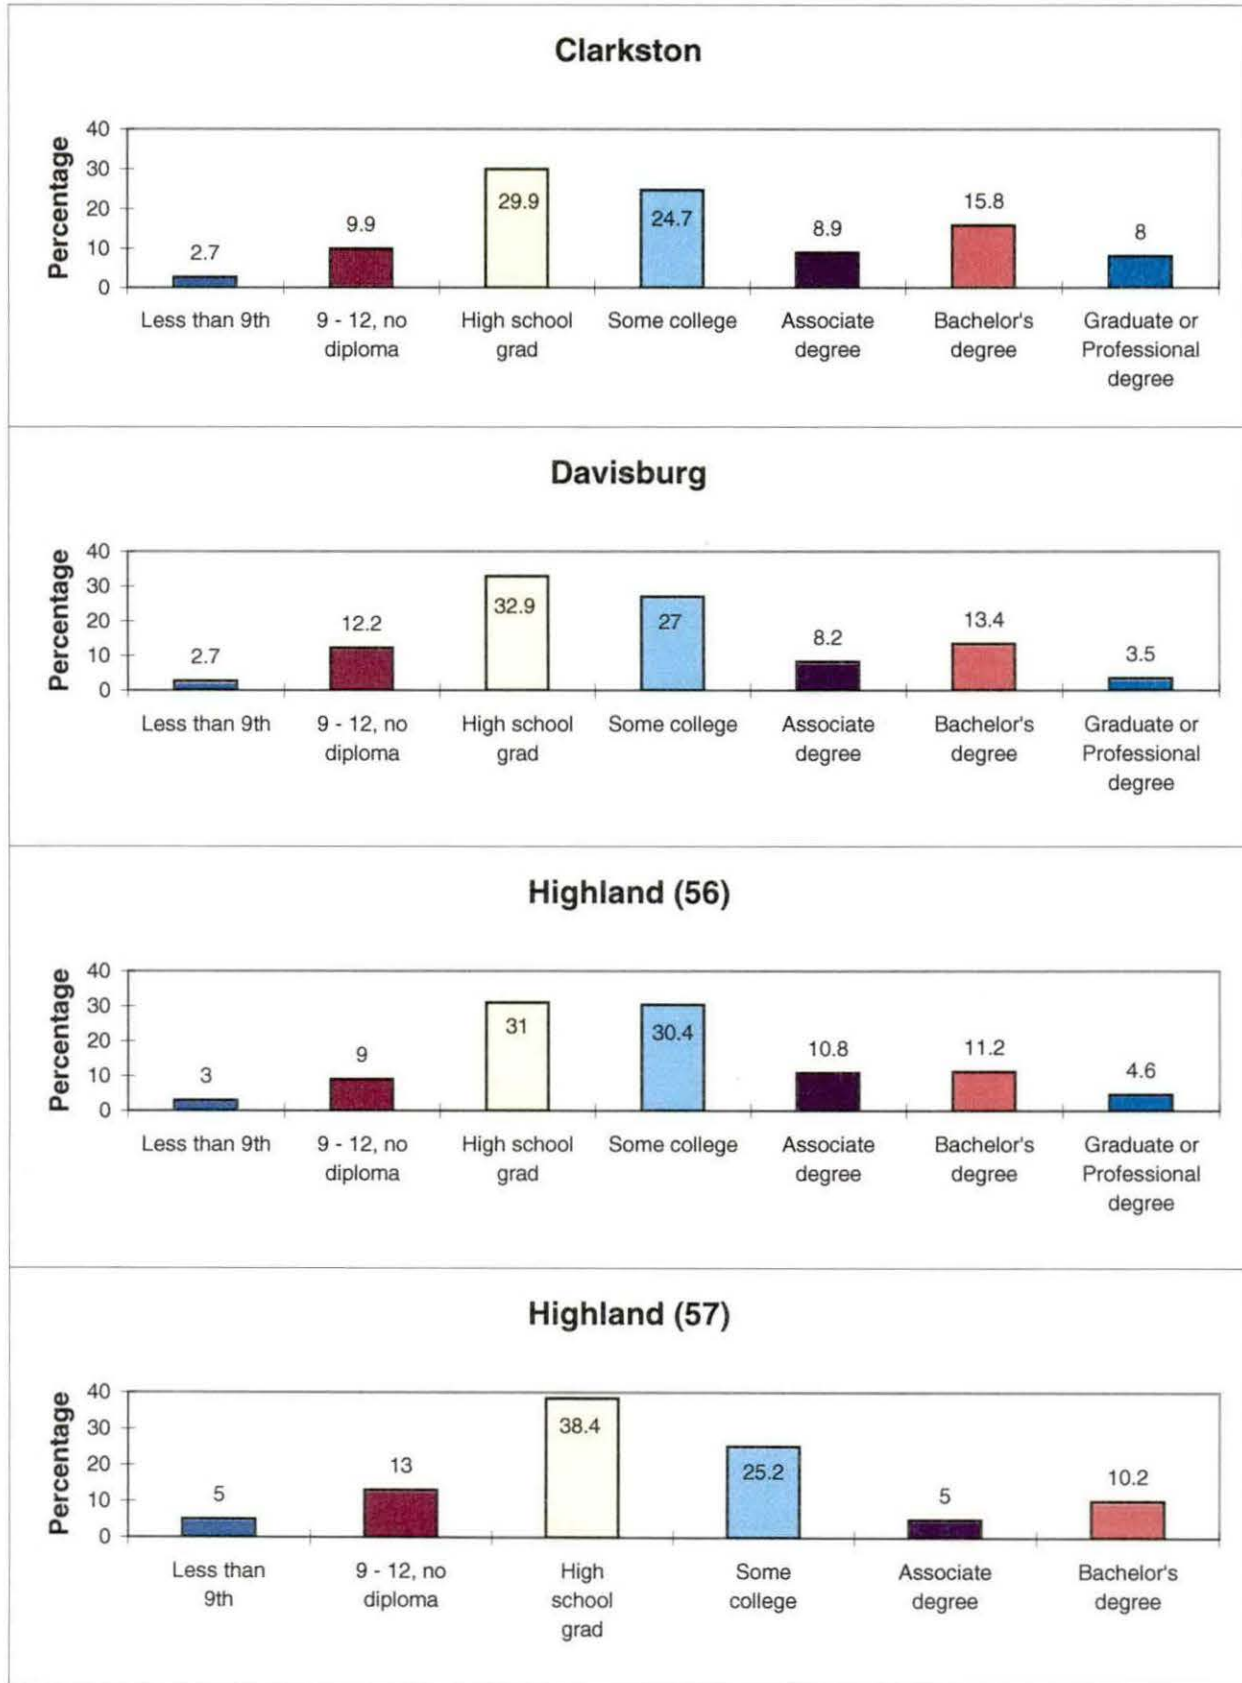 Clarkston
Percentage
40
30
20
10
0
2.7
9.9
29.9
24.7
8.9
15.8
8
Less than 9th
9 - 12, no
diploma
High school
grad
Some college
Associate
degree
Bachelor's
degree
Graduate or
Professional
degree
Davisburg
Percentage
40
30
20
10
0
2.7
12.2
32.9
27
8.2
13.4
3.5
Less than 9th
9 - 12, no
diploma
High school
grad
Some college
Associate
degree
Bachelor's
degree
Graduate or
Professional
degree
Highland (56)
Percentage
40
30
20
10
0
3
9
31
30.4
10.8
11.2
4.6
Less than 9th
9 - 12, no
diploma
High school
grad
Some college
Associate
degree
Bachelor's
degree
Graduate or
Professional
degree
Highland (57)
Percentage
40
30
20
10
0
5
13
38.4
25.2
5
10.2
Less than
9th
9 - 12, no
diploma
High
school
grad
Some
college
Associate
degree
Bachelor's
degree